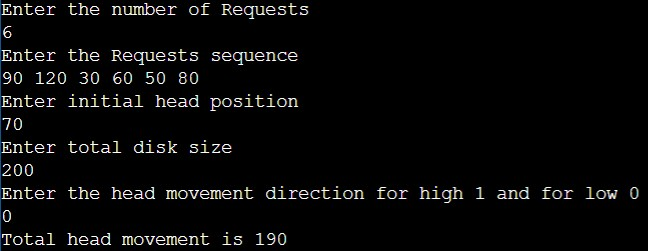 Enter the number of Requests
6
Enter the Requests sequence
90 120 30 60 50 80
Enter initial head position
70
Enter total disk size
200
Enter the head movement direction for high 1 and for low 0
0
Total head movement is 190